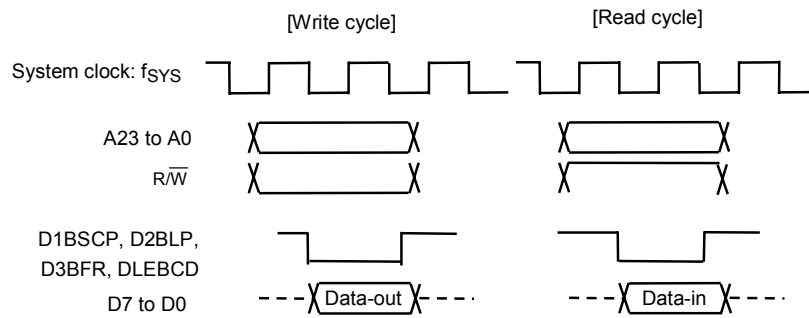 [Write cycle] [Read cycle]
System clock: fSYS
A23 to A0
R/W̅
D1BSCP, D2BLP,
D3BFR, DLEBCD
D7 to D0 Data-out Data-in